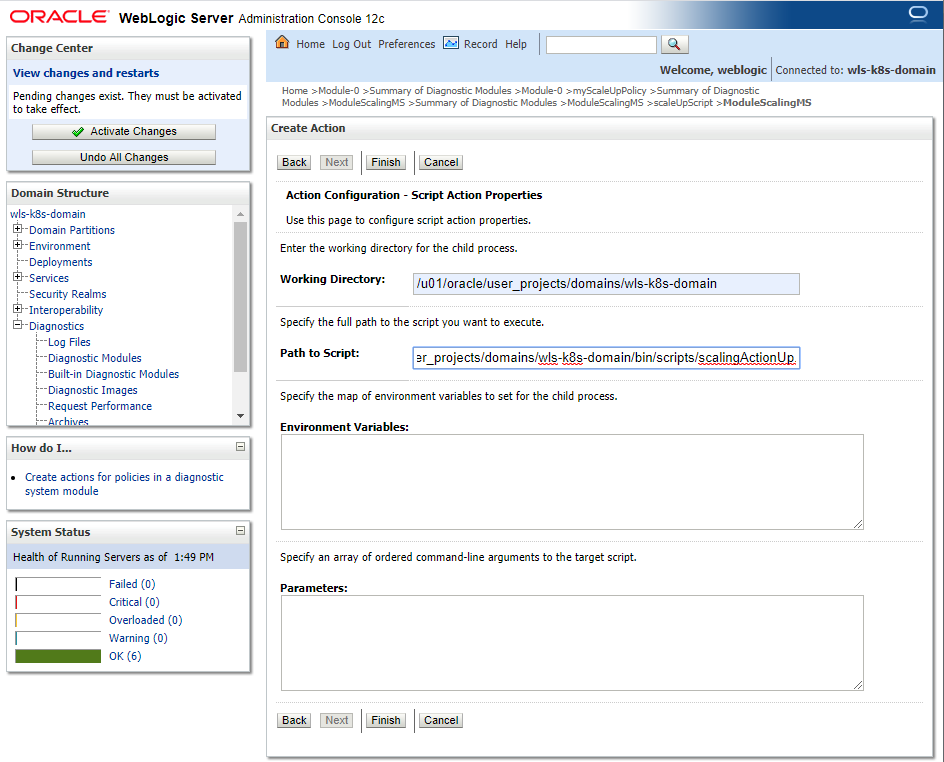 ORACLE WebLogic Server Administration Console 12c
Change Center
View changes and restarts
Pending changes exist. They must be activated
to take effect.
Activate Changes
Undo All Changes
Domain Structure
wls-k8s-domain
Domain Partitions
Environment
Deployments
Services
Security Realms
Interoperability
Diagnostics
Log Files
Diagnostic Modules
Built-in Diagnostic Modules
Diagnostic Images
Request Performance
Archives
How do I...
Create actions for policies in a diagnostic
system module
System Status
Health of Running Servers as of 1:49 PM
Failed (0)
Critical (0)
Overloaded (0)
Warning (0)
OK (6)
Home Log Out Preferences Record Help
Welcome, weblogic Connected to: wls-k8s-domain
Home >Module-0 >Summary of Diagnostic Modules >Module-0 >myScaleUpPolicy >Summary of Diagnostic
Modules >ModuleScalingMS >Summary of Diagnostic Modules >ModuleScalingMS >scaleUpScript >ModuleScalingMS
Create Action
Back Next Finish Cancel
Action Configuration - Script Action Properties
Use this page to configure script action properties.
Enter the working directory for the child process.
Working Directory: /u01/oracle/user_projects/domains/wls-k8s-domain
Specify the full path to the script you want to execute.
Path to Script: er_projects/domains/wls-k8s-domain/bin/scripts/scalingActionUp.
Specify the map of environment variables to set for the child process.
Environment Variables:
Specify an array of ordered command-line arguments to the target script.
Parameters:
Back Next Finish Cancel